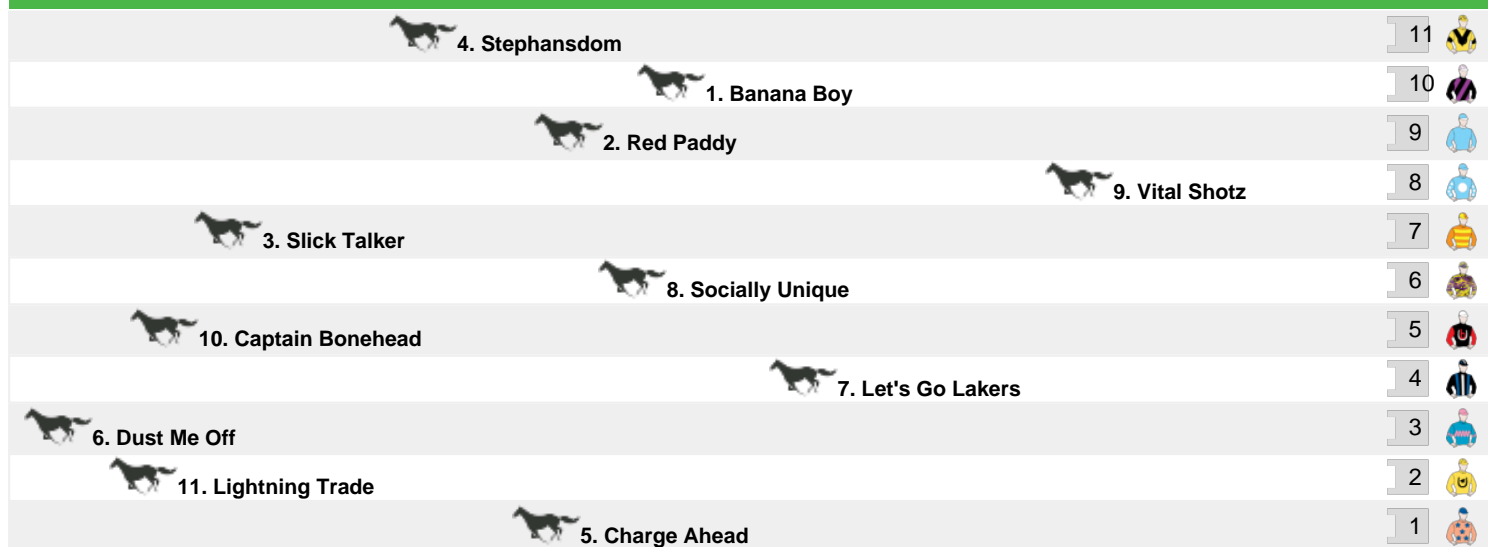 4. Stephansdom 11
1. Banana Boy 10
2. Red Paddy 9
9. Vital Shotz 8
3. Slick Talker 7
8. Socially Unique 6
10. Captain Bonehead 5
7. Let's Go Lakers 4
6. Dust Me Off 3
11. Lightning Trade 2
5. Charge Ahead 1